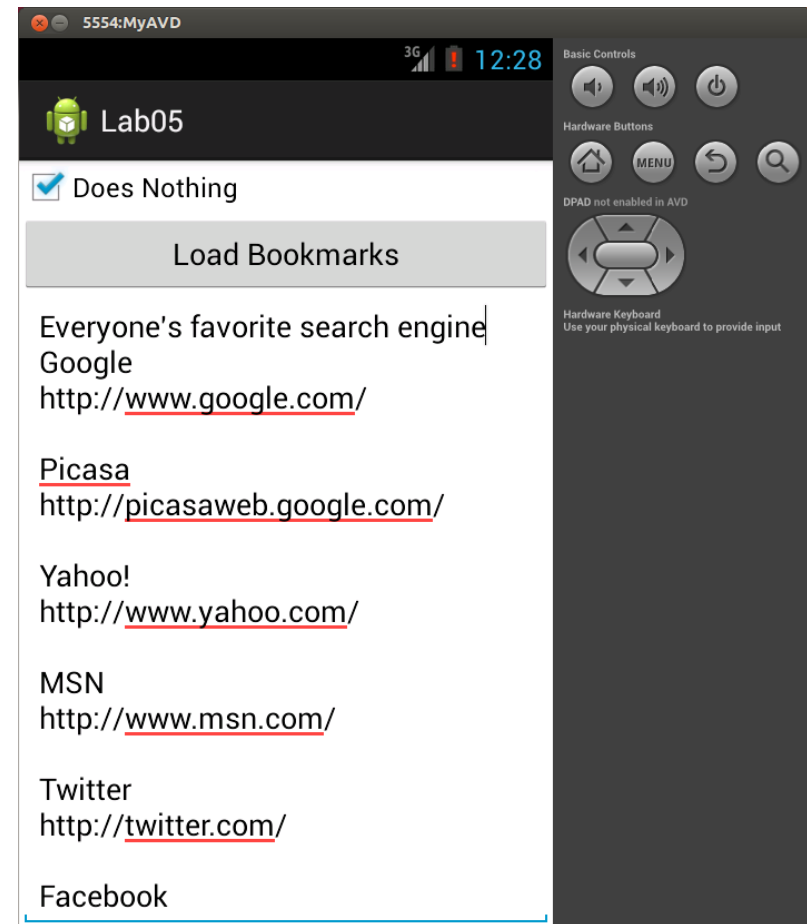 5554:MyAVD
3G 12:28
Lab05
Does Nothing
Load Bookmarks
Everyone's favorite search engine
Google
http://www.google.com/
Picasa
http://picasaweb.google.com/
Yahoo!
http://www.yahoo.com/
MSN
http://www.msn.com/
Twitter
http://twitter.com/
Facebook
Basic Controls
Hardware Buttons
MENU
DPAD not enabled in AVD
Hardware Keyboard
Use your physical keyboard to provide input